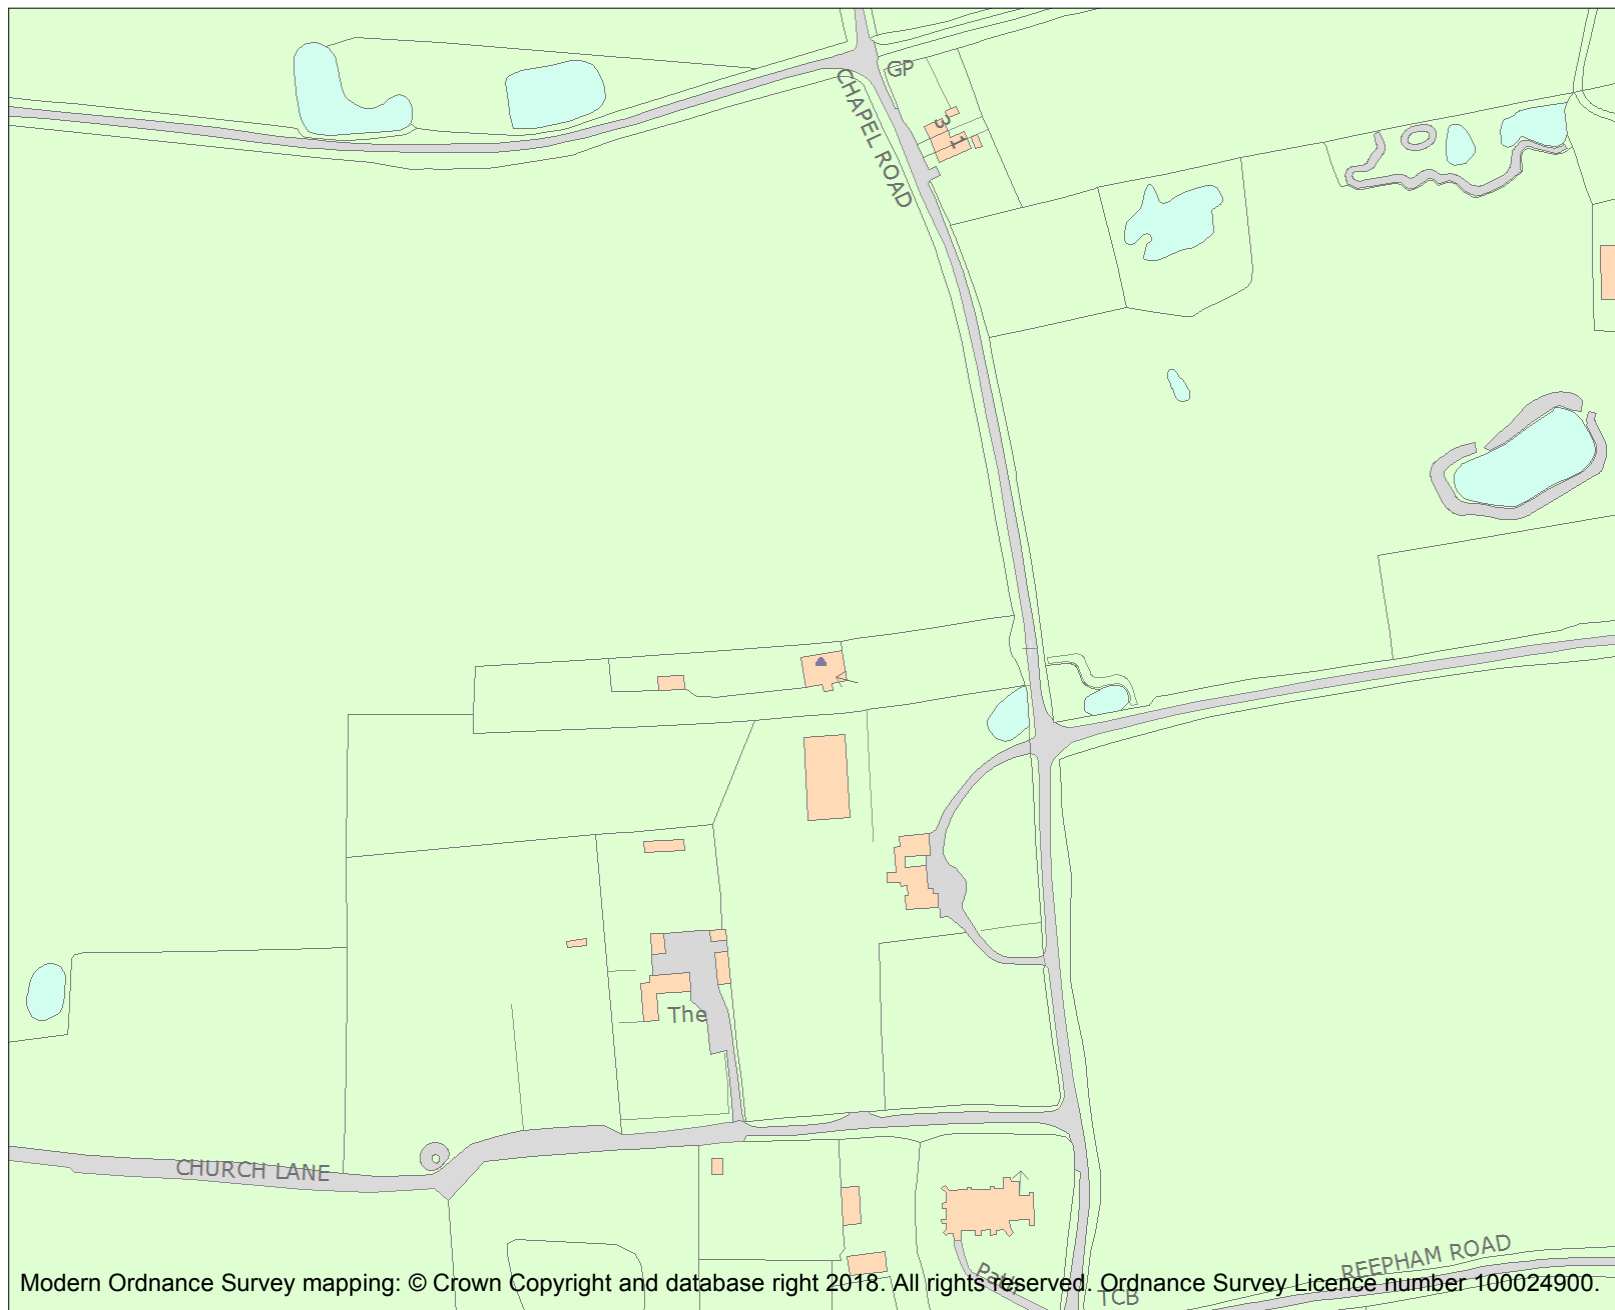 GP
CHAPEL ROAD
3
1
The
CHURCH LANE
REEPHAM ROAD
Path
Modern Ordnance Survey mapping: © Crown Copyright and database right 2018. All rights reserved. Ordnance Survey Licence number 100024900.
TCB